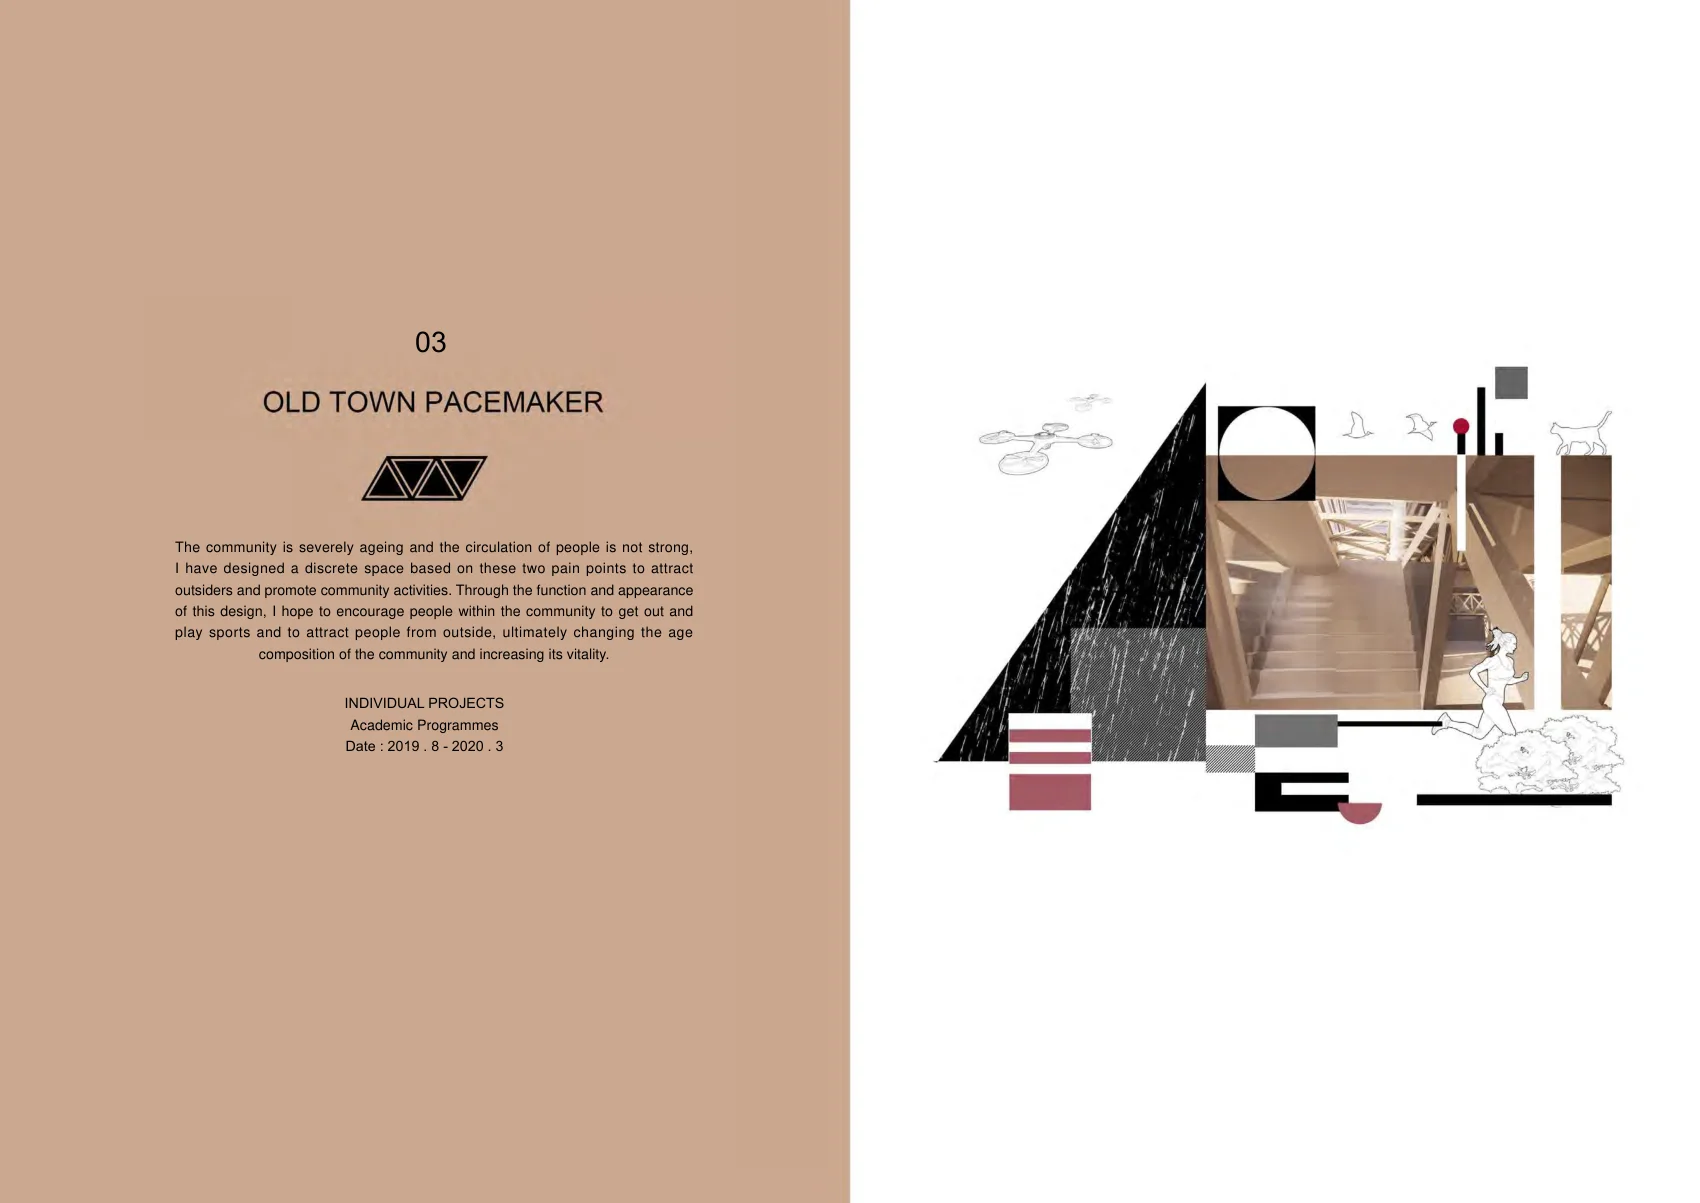 03
OLD TOWN PACEMAKER
The community is severely ageing and the circulation of people is not strong,
I have designed a discrete space based on these two pain points to attract
outsiders and promote community activities. Through the function and appearance
of this design, I hope to encourage people within the community to get out and
play sports and to attract people from outside, ultimately changing the age
composition of the community and increasing its vitality.
INDIVIDUAL PROJECTS
Academic Programmes
Date : 2019 . 8 - 2020 . 3